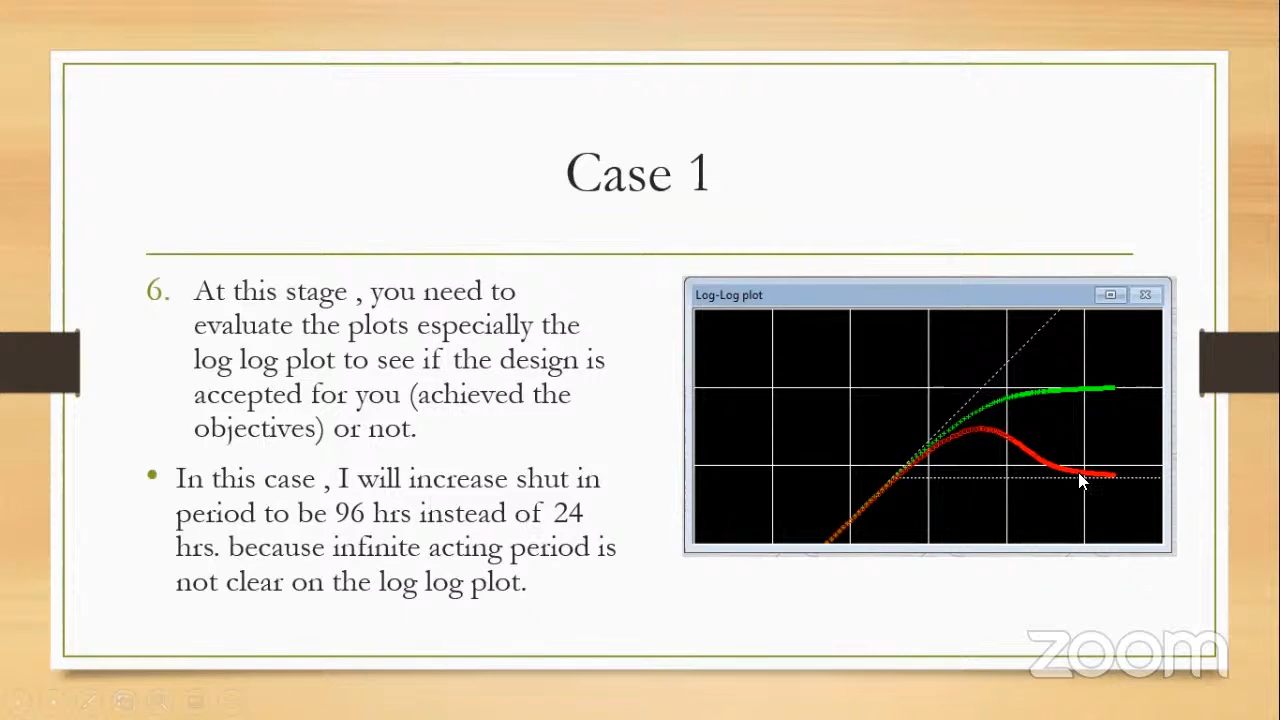 Case 1
6. At this stage , you need to
evaluate the plots especially the
log log plot to see if the design is
accepted for you (achieved the
objectives) or not.
• In this case , I will increase shut in
period to be 96 hrs instead of 24
hrs. because infinite acting period is
not clear on the log log plot.
Log-Log plot
zoom